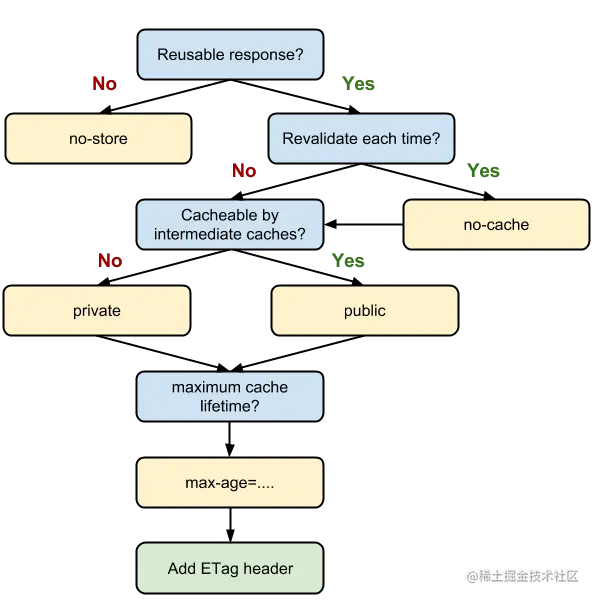 Reusable response?
No
Yes
no-store
Revalidate each time?
No
Yes
Cacheable by
intermediate caches?
no-cache
No
Yes
private
public
maximum cache
lifetime?
max-age=....
Add ETag header
@稀土掘金技术社区